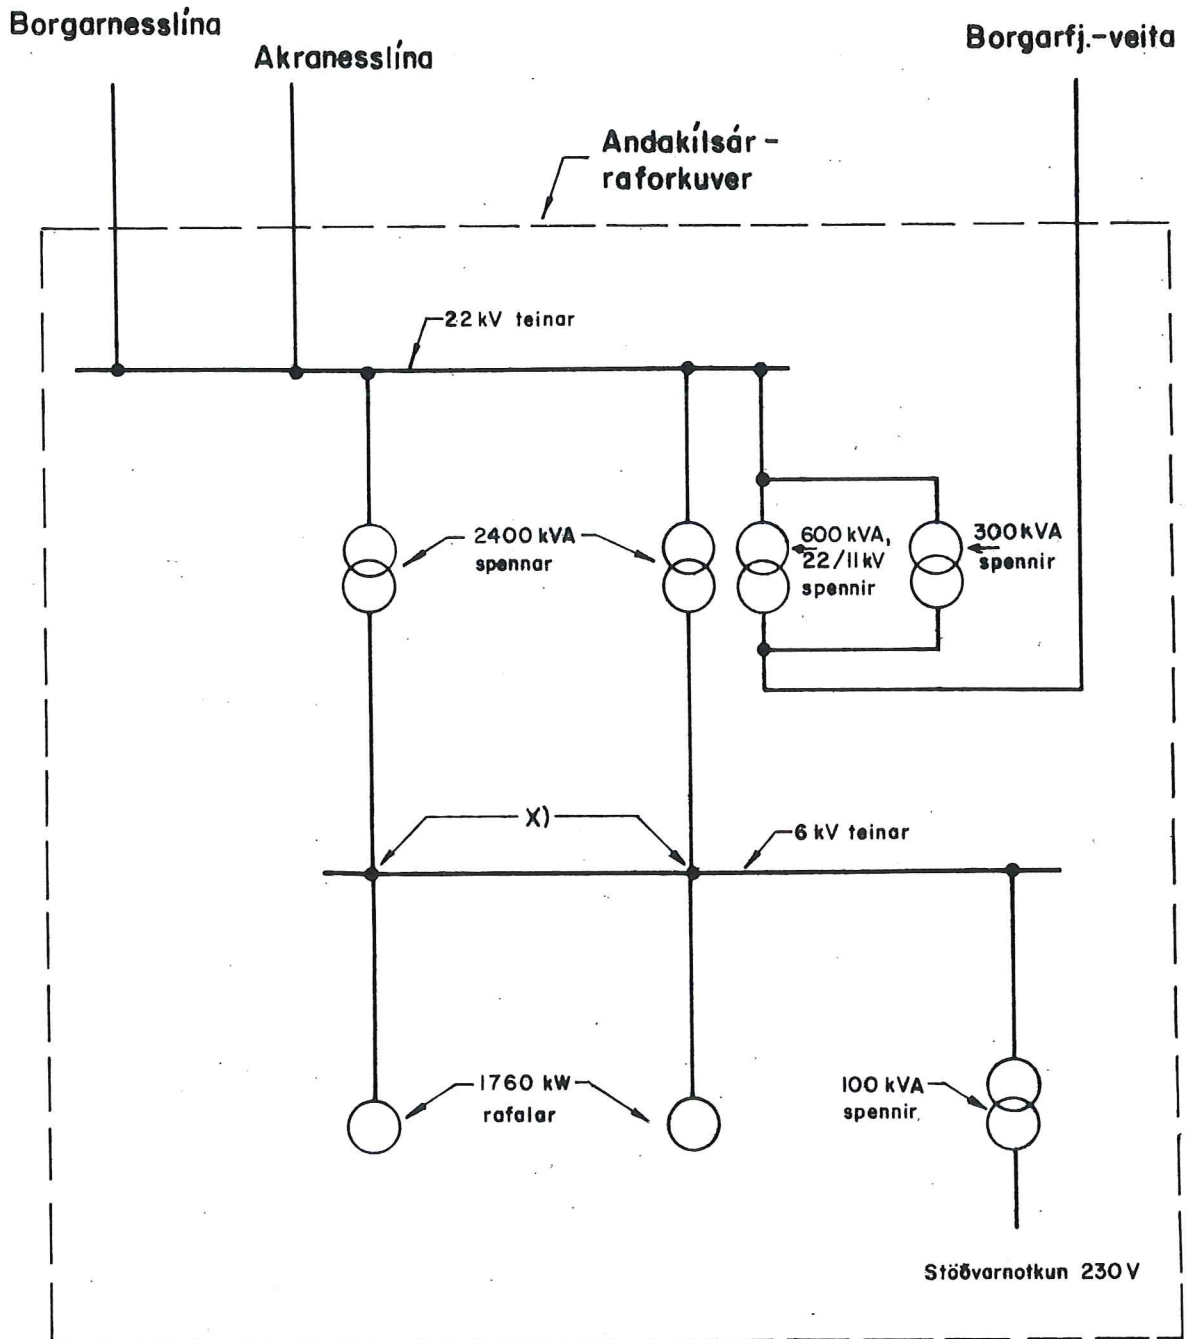 Borgarnesslína
Akranesslína
Borgarfj.-veita
Andakílsár-
raforkuver
22 kV teinar
2400 kVA
spennar
600 kVA,
22/11 kV
spennir
300 kVA
spennir
X)
6 kV teinar
1760 kW
rafalar
100 kVA
spennir
Stöðvarnotkun 230 V